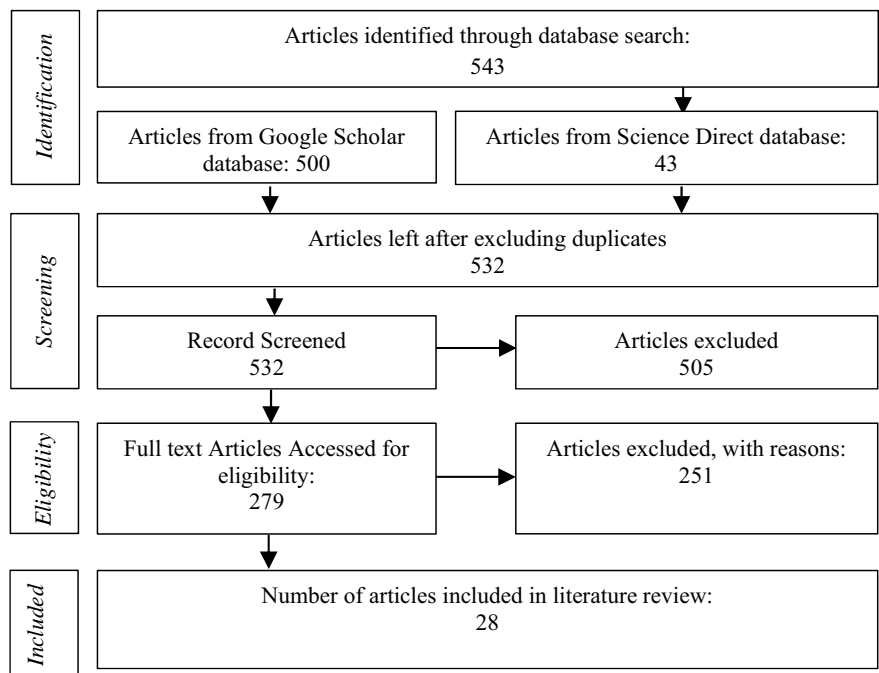 Identification
Articles identified through database search:
543
Articles from Google Scholar
database: 500
Articles from Science Direct database:
43
Screening
Articles left after excluding duplicates
532
Record Screened
532
Articles excluded
505
Eligibility
Full text Articles Accessed for
eligibility:
279
Articles excluded, with reasons:
251
Included
Number of articles included in literature review:
28